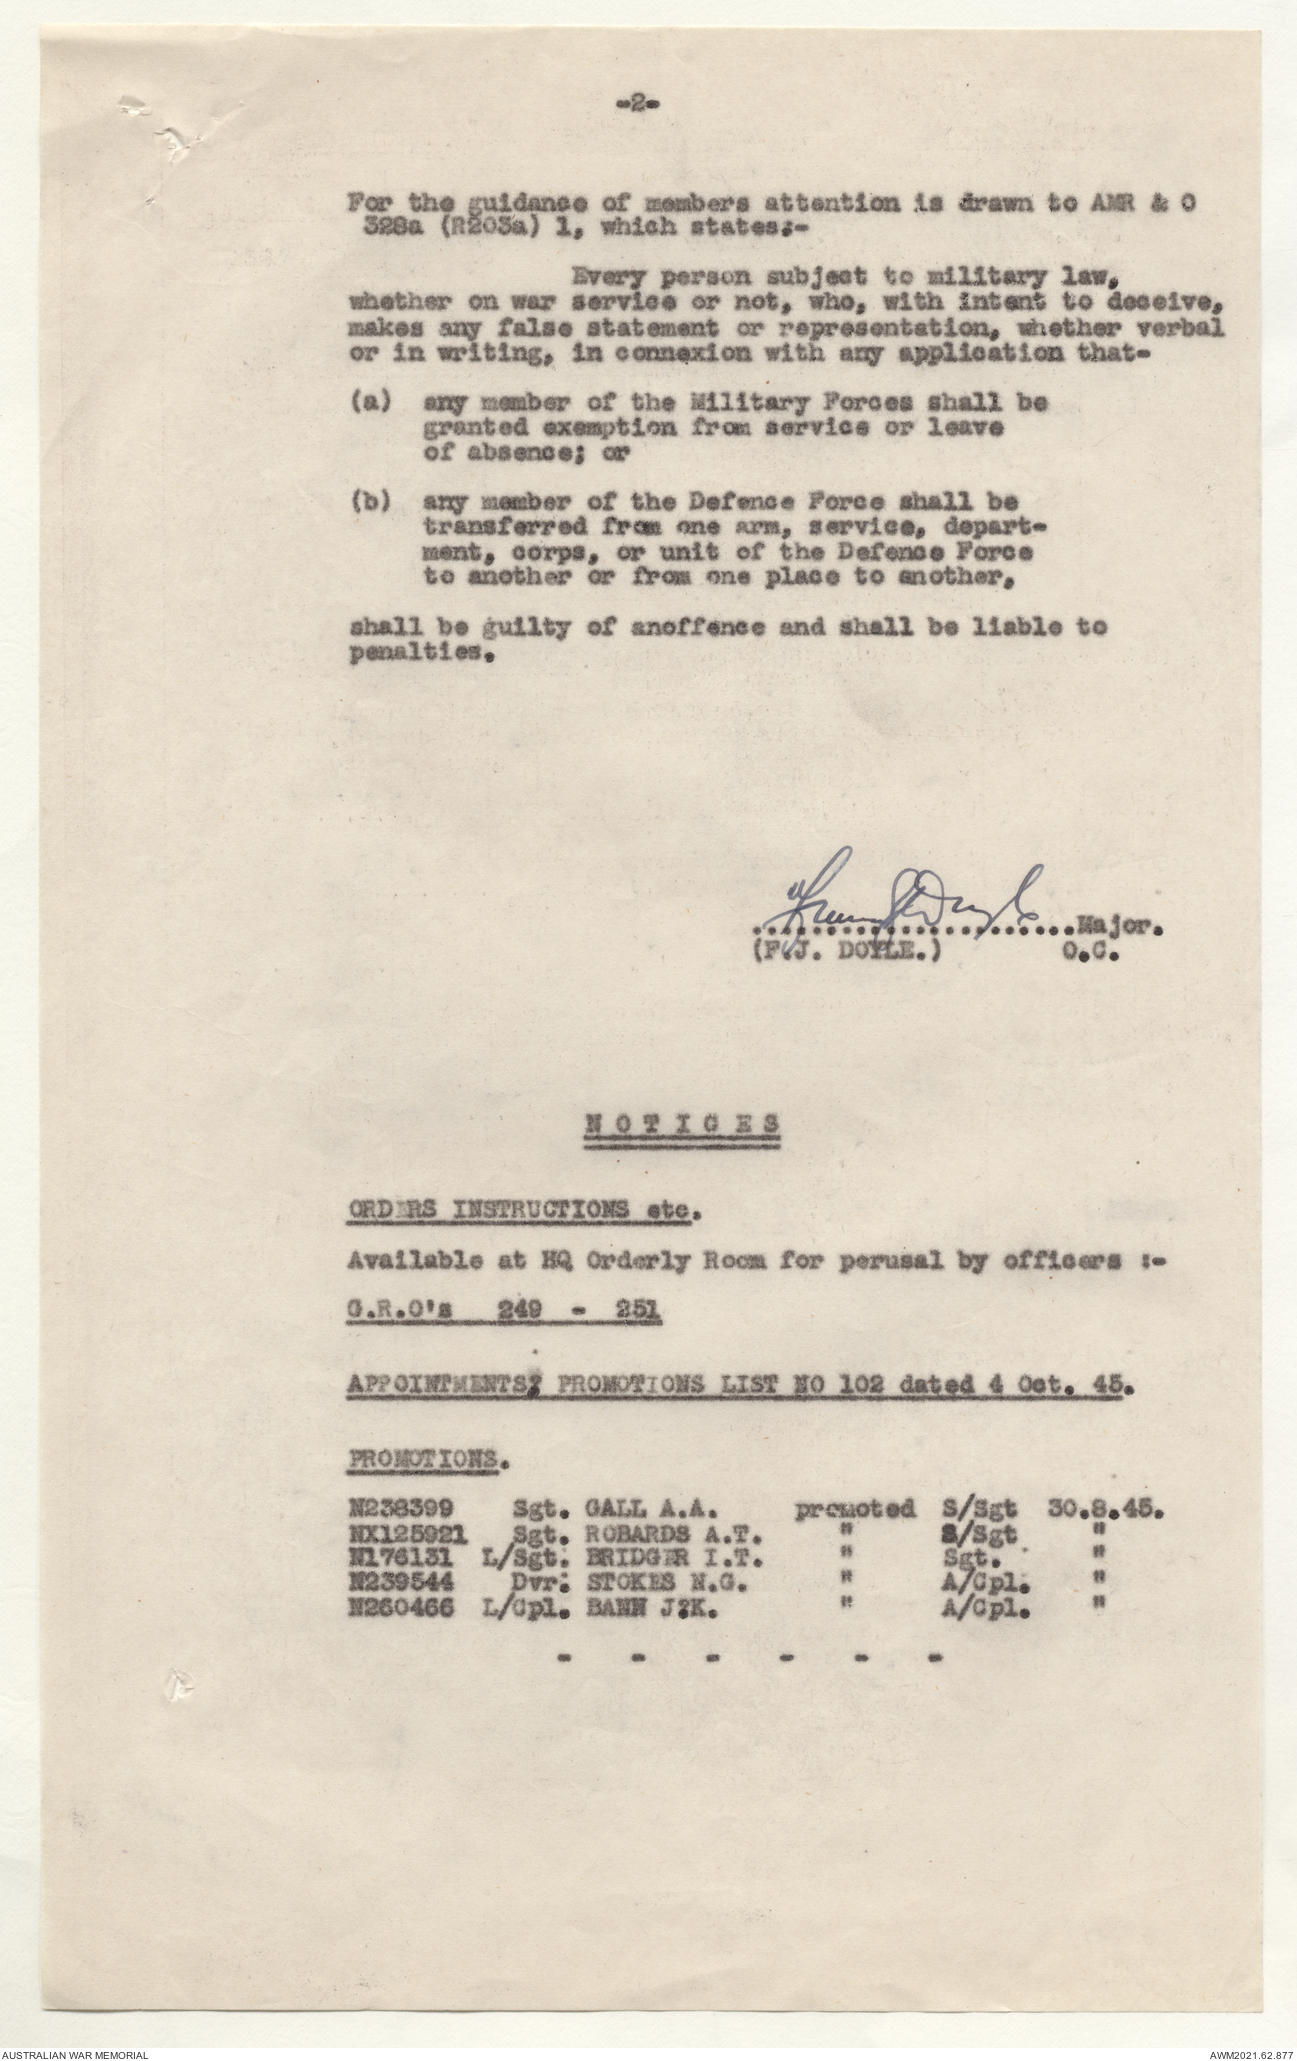 -2-
For the guidance of members attention is drawn to AMR & O
328a (R203a) 1, which states:-
Every person subject to military law,
whether on war service or not, who, with intent to deceive,
makes any false statement or representation, whether verbal
or in writing, in connexion with any application that-
(a) any member of the Military Forces shall be
granted exemption from service or leave
of absence; or
(b) any member of the Defence Force shall be
transferred from one arm, service, depart-
ment, corps, or unit of the Defence Force
to another or from one place to another,
shall be guilty of anoffence and shall be liable to
penalties.
......................Major.
(F.J. DOYLE.) O.C.
N O T I C E S
ORDERS INSTRUCTIONS etc.
Available at HQ Orderly Room for perusal by officers :-
G.R.O's 249 - 251
APPOINTMENTS; PROMOTIONS LIST NO 102 dated 4 Oct. 45.
PROMOTIONS.
N238399 Sgt. GALL A.A. promoted S/Sgt 30.8.45.
NX125921 Sgt. ROBARDS A.T. " S/Sgt "
N176131 L/Sgt. BRIDGER I.T. " Sgt. "
N239544 Dvr: STOKES N.G. " A/Cpl. "
N260466 L/Cpl. BANN J?K. " A/Cpl. "
- - - - - -
AUSTRALIAN WAR MEMORIAL AWM2021.62.877